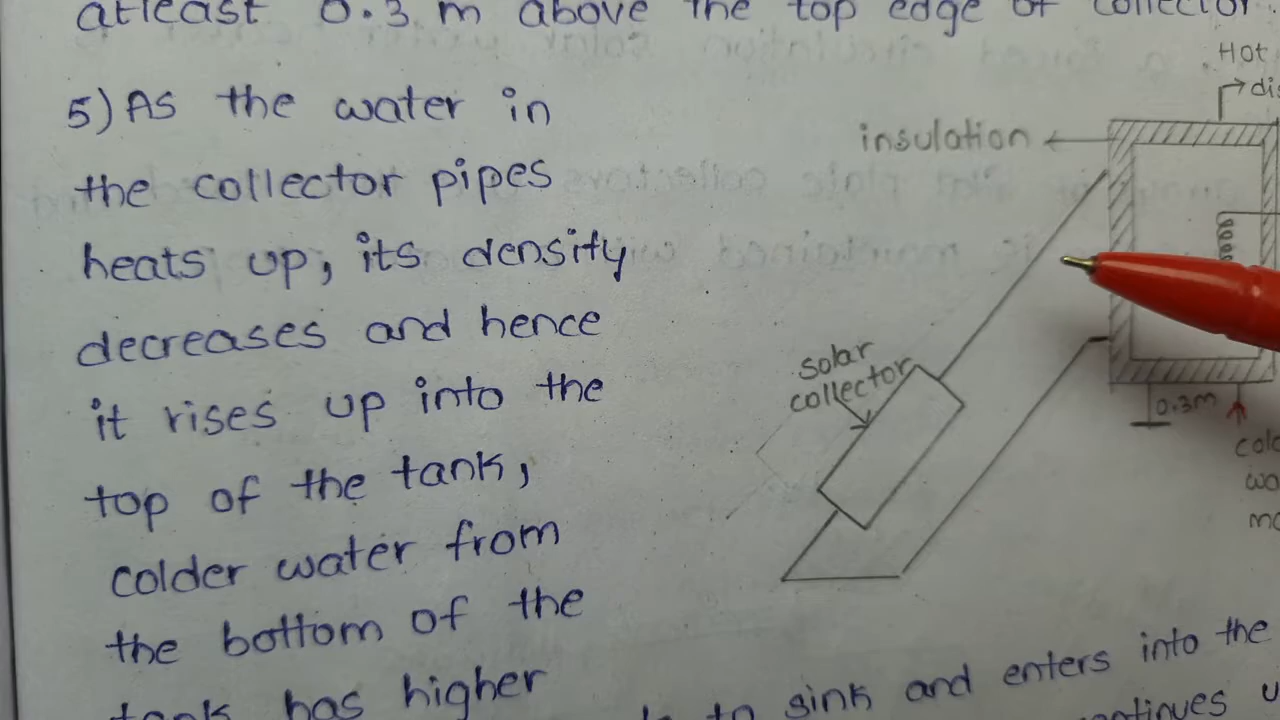 atleast 0.3 m above the top edge of collector.
5) As the water in
the collector pipes
heats up, its density
decreases and hence
it rises up into the
top of the tank,
colder water from
the bottom of the
tank has higher
to sink and enters into the
Hot
insulation
solar
collector
0.3m